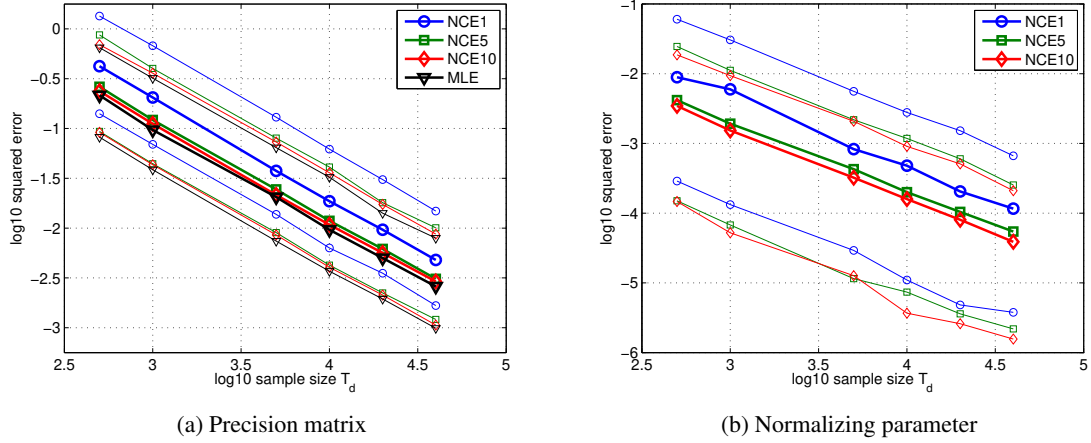 0
−0.5
−1
−1.5
−2
−2.5
−3
log10 squared error
2.5 3 3.5 4 4.5 5
log10 sample size T_d
NCE1
NCE5
NCE10
MLE
(a) Precision matrix
−1
−2
−3
−4
−5
−6
log10 squared error
2.5 3 3.5 4 4.5 5
log10 sample size T_d
NCE1
NCE5
NCE10
(b) Normalizing parameter